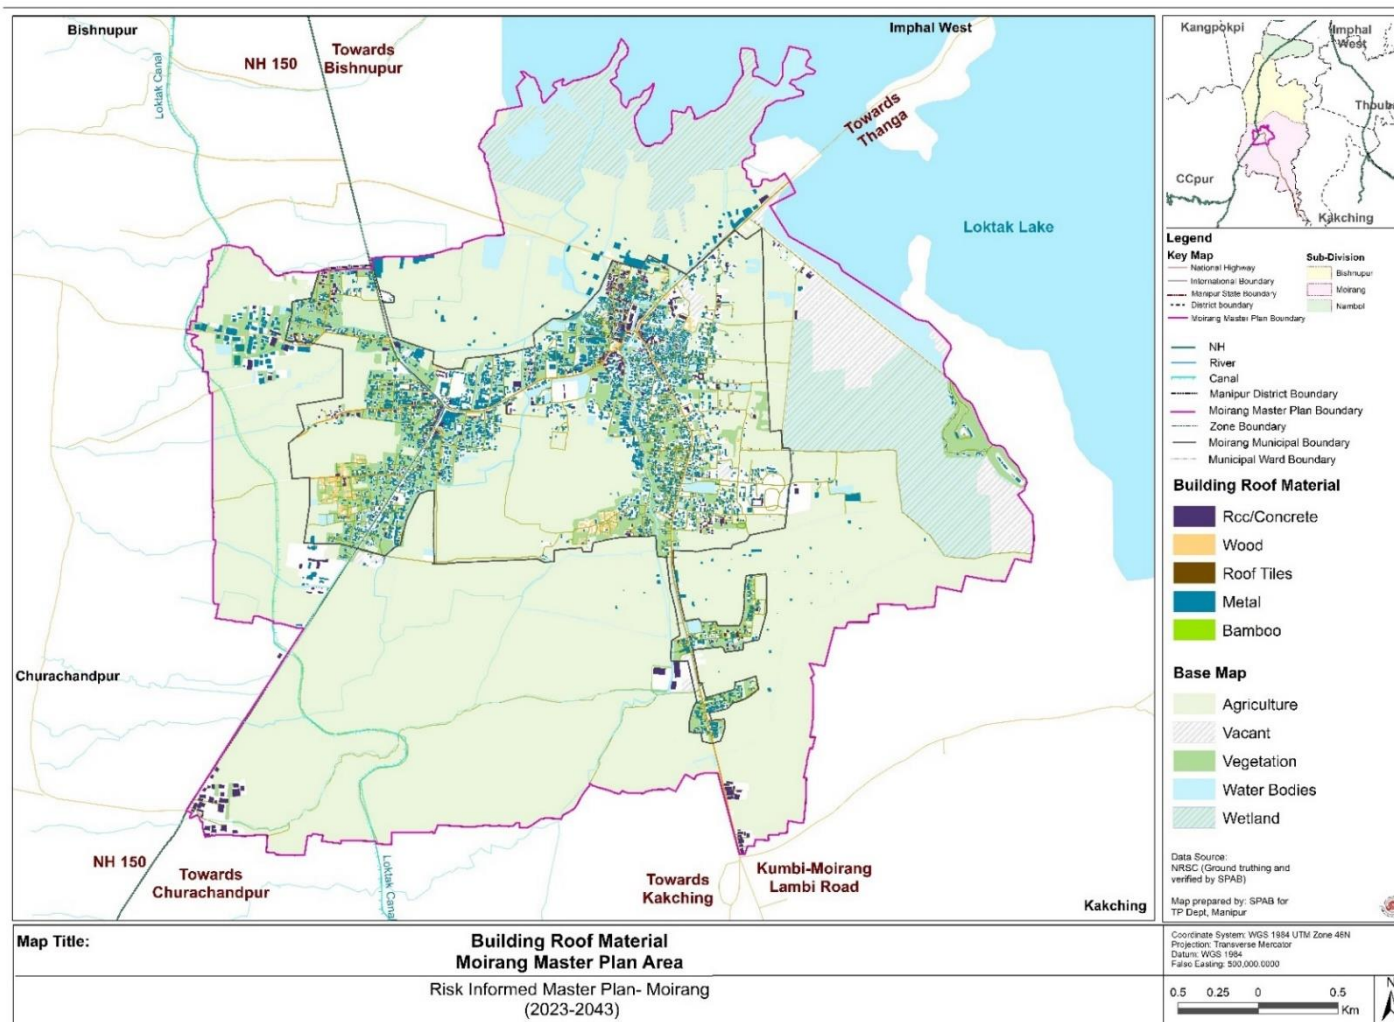 Bishnupur
Imphal West
NH 150
Towards
Bishnupur
Loktak Canal
Towards
Thanga
Loktak Lake
Churachandpur
NH 150
Towards
Churachandpur
Loktak Canal
Towards
Kakching
Kumbi-Moirang
Lambi Road
Kakching
Kangpokpi
Imphal
West
Thoub
CCpur
Kakching
Legend
Key Map
National Highway
International Boundary
Manipur State Boundary
District boundary
Moirang Master Plan Boundary
Sub-Division
Bishnupur
Moirang
Nambol
NH
River
Canal
Manipur District Boundary
Moirang Master Plan Boundary
Zone Boundary
Moirang Municipal Boundary
Municipal Ward Boundary
Building Roof Material
Rcc/Concrete
Wood
Roof Tiles
Metal
Bamboo
Base Map
Agriculture
Vacant
Vegetation
Water Bodies
Wetland
Data Source:
NRSC (Ground truthing and
verified by SPAB)
Map prepared by: SPAB for
TP Dept, Manipur
Map Title:
Building Roof Material
Moirang Master Plan Area
Risk Informed Master Plan- Moirang
(2023-2043)
Coordinate System: WGS 1984 UTM Zone 46N
Projection: Transverse Mercator
Datum: WGS 1984
False Easting: 500,000.0000
0.5 0.25 0 0.5
Km
N